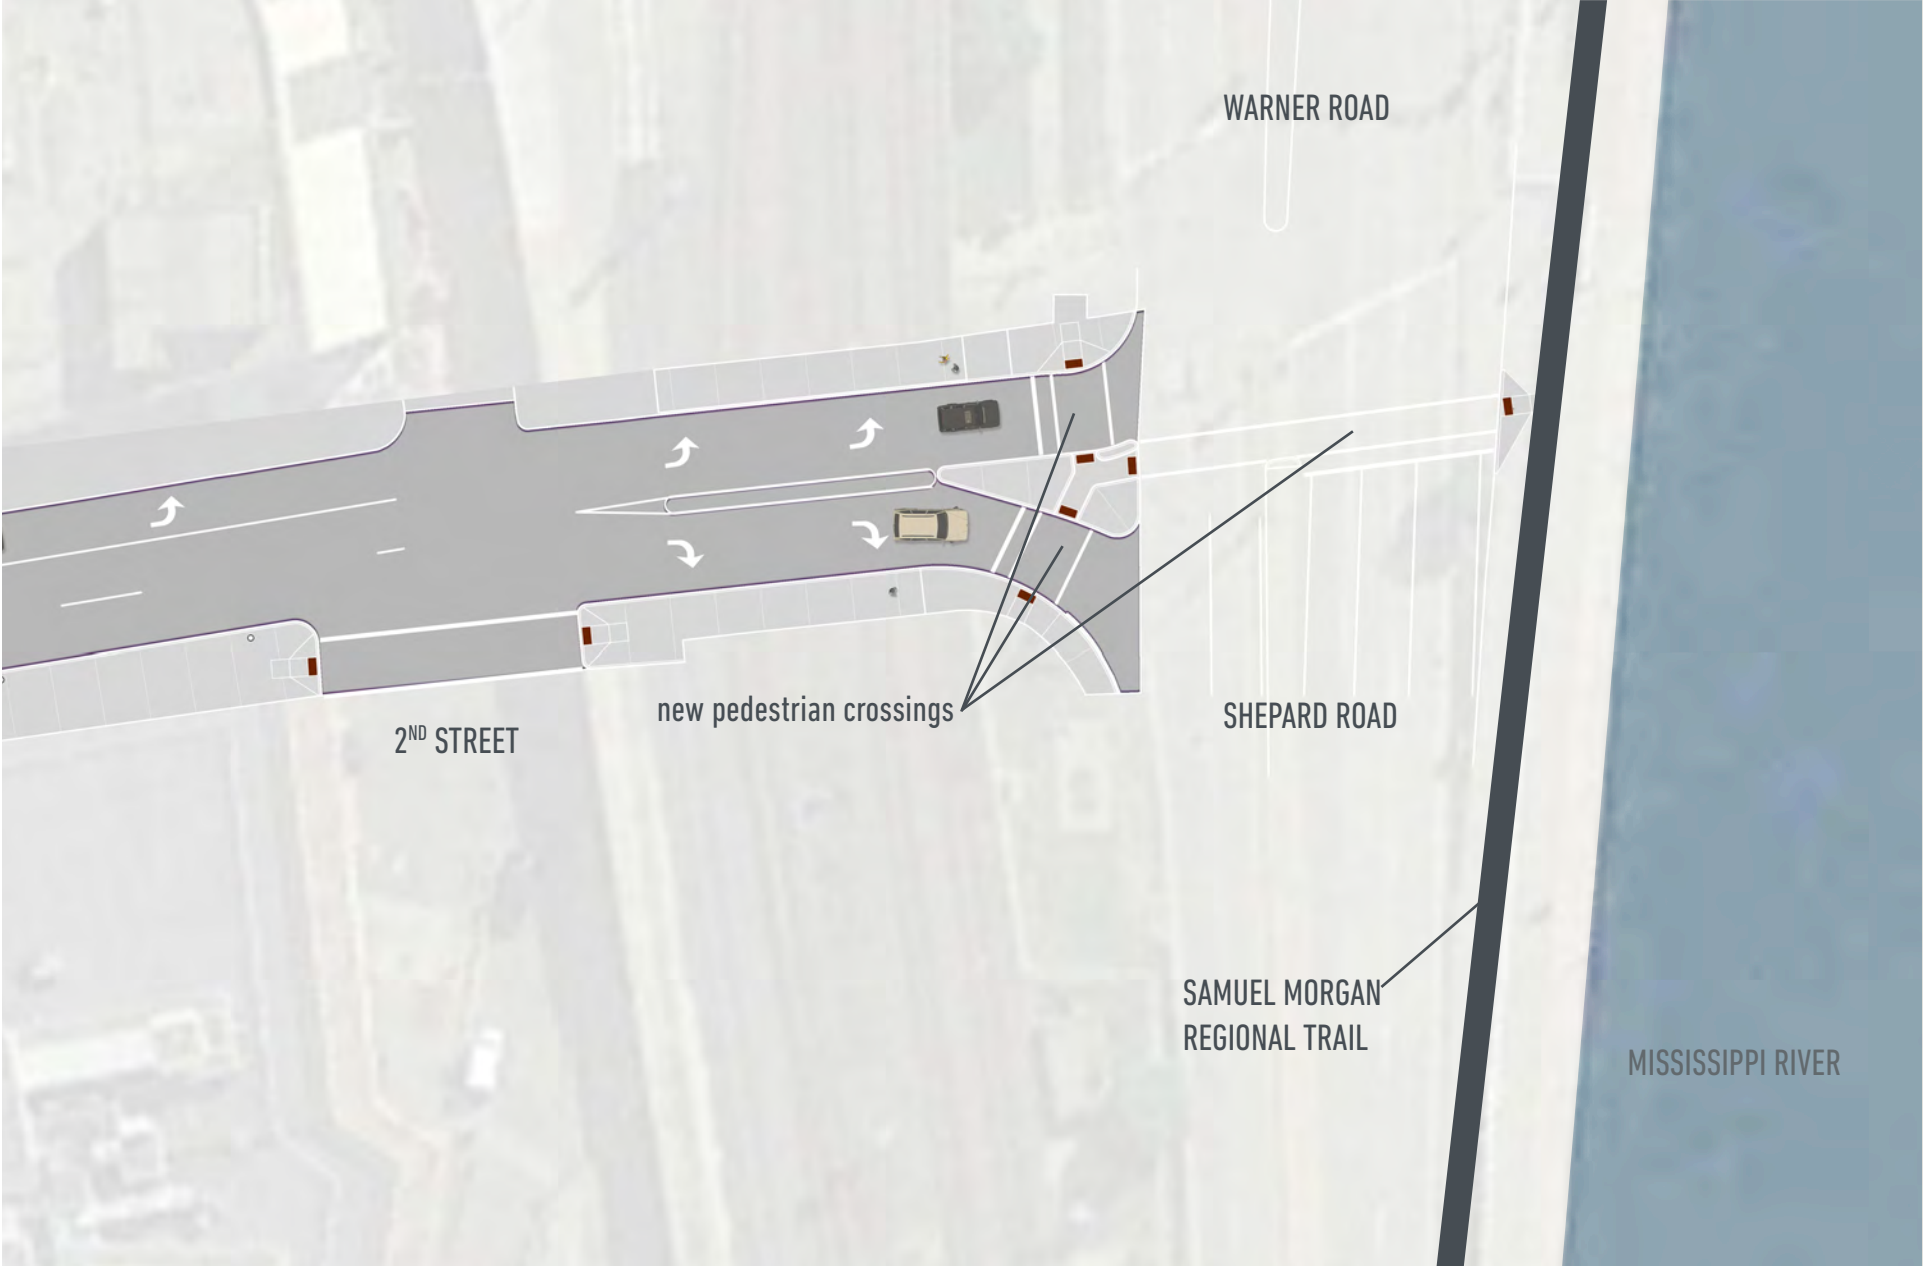 WARNER ROAD
new pedestrian crossings
SHEPARD ROAD
2ND STREET
SAMUEL MORGAN
REGIONAL TRAIL
MISSISSIPPI RIVER